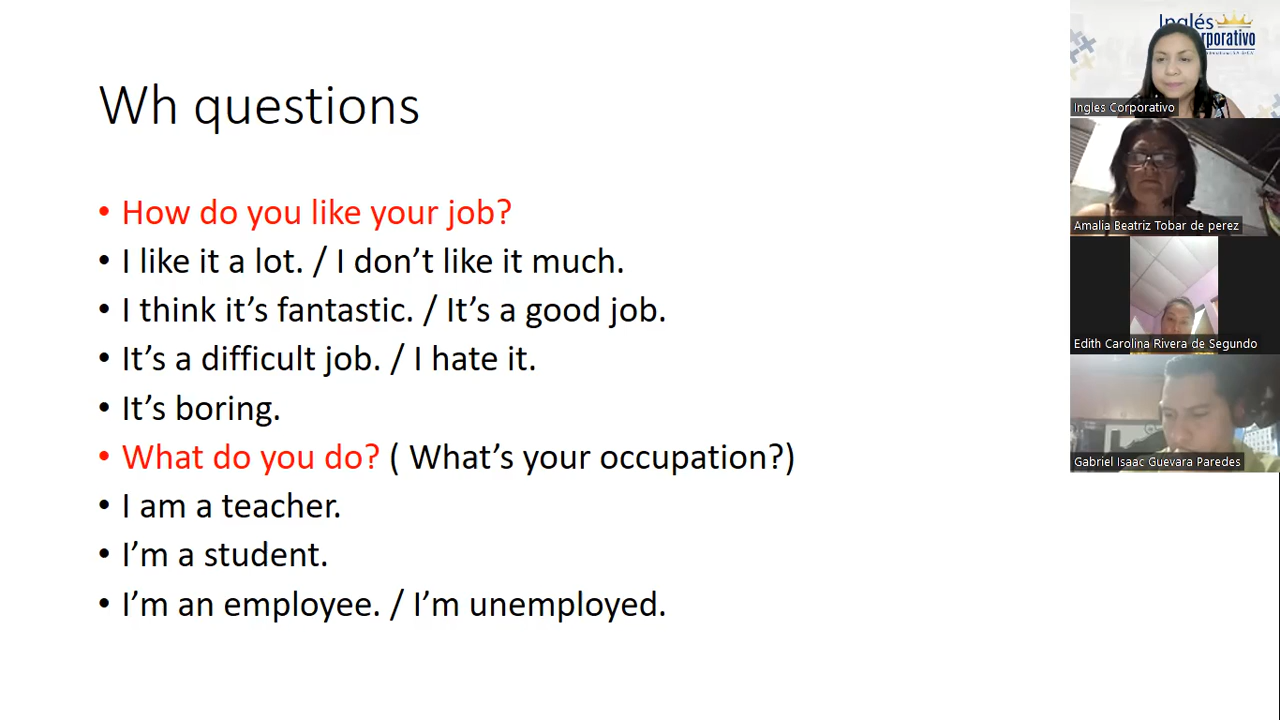 Wh questions
• How do you like your job?
• I like it a lot. / I don’t like it much.
• I think it’s fantastic. / It’s a good job.
• It’s a difficult job. / I hate it.
• It’s boring.
• What do you do? ( What’s your occupation?)
• I am a teacher.
• I’m a student.
• I’m an employee. / I’m unemployed.
Inglés
Ingles Corporativo
Amalia Beatriz Tobar de perez
Edith Carolina Rivera de Segundo
Gabriel Isaac Guevara Paredes